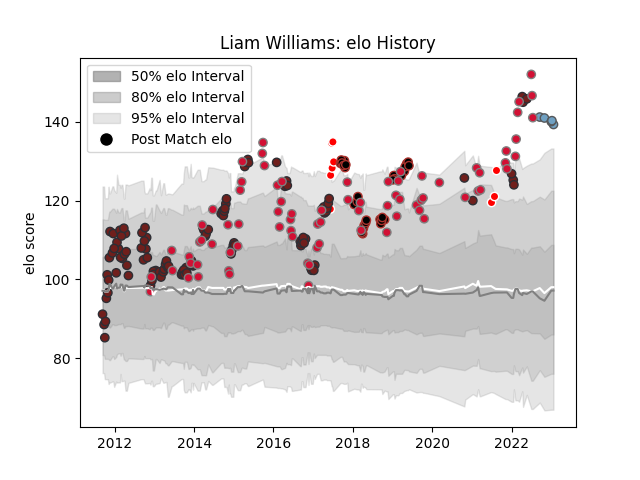 Liam Williams: elo History
50% elo Interval
80% elo Interval
95% elo Interval
Post Match elo
elo score
140
120
100
80
2012 2014 2016 2018 2020 2022